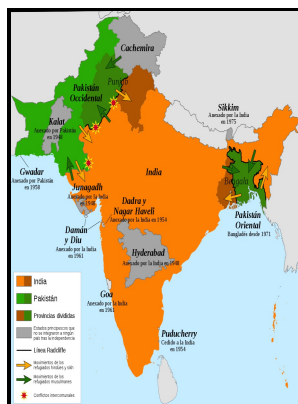 Cachemira
Punjab
Pakistán
Occidental
Kalat
Anexado por Pakistán
en 1948
Sikkim
Anexado por la India
en 1975
India
Bengala
Gwadar
Anexado por Pakistán
en 1958
Junagadh
Anexado por la India
en 1948
Dadra y
Nagar Haveli
Anexado por la India en 1954
Pakistán
Oriental
Bangladés desde 1971
Damán
y Diu
Anexado por la India
en 1961
Hyderabad
Anexado por la India en 1948
Goa
Anexado por la India
en 1961
Puducherry
Cedido a la India
en 1954
India
Pakistán
Provincias divididas
Estados principescos que
no se integraron a ningún
país tras la independencia
Línea Radcliffe
Movimientos de los
refugiados hindúes y sikh
Movimientos de los
refugiados musulmanes
Conflictos intercomunales